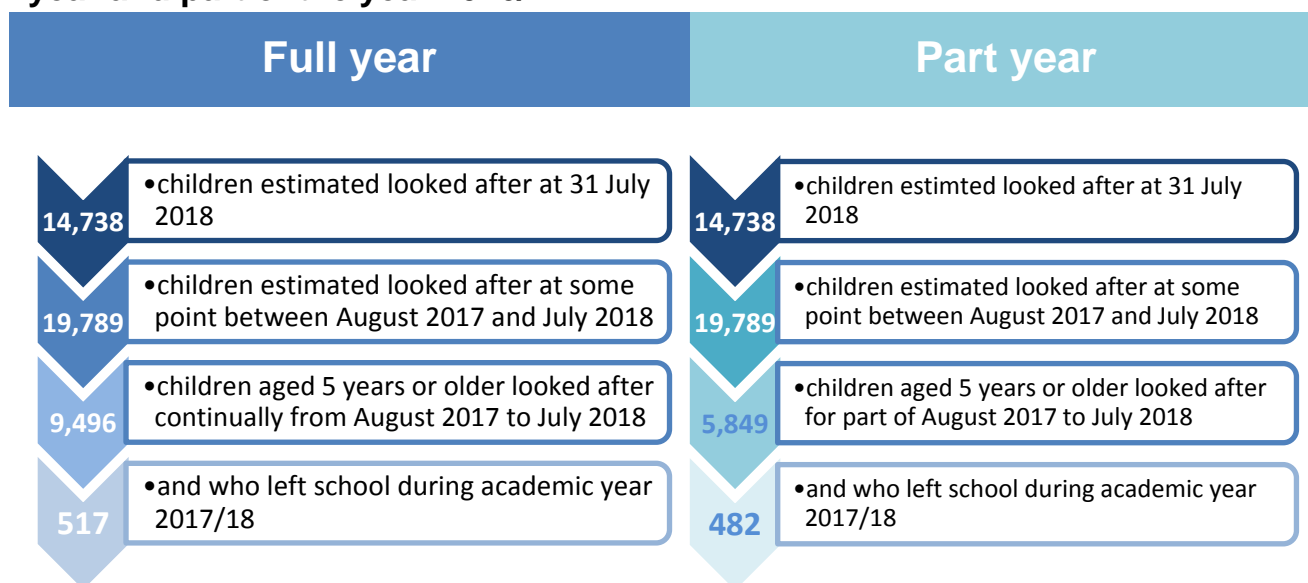 Full year
Part year
14,738
•children estimated looked after at 31 July
2018
19,789
•children estimated looked after at some
point between August 2017 and July 2018
9,496
•children aged 5 years or older looked after
continually from August 2017 to July 2018
517
•and who left school during academic year
2017/18
14,738
•children estimted looked after at 31 July
2018
19,789
•children estimated looked after at some
point between August 2017 and July 2018
5,849
•children aged 5 years or older looked after
for part of August 2017 to July 2018
482
•and who left school during academic year
2017/18